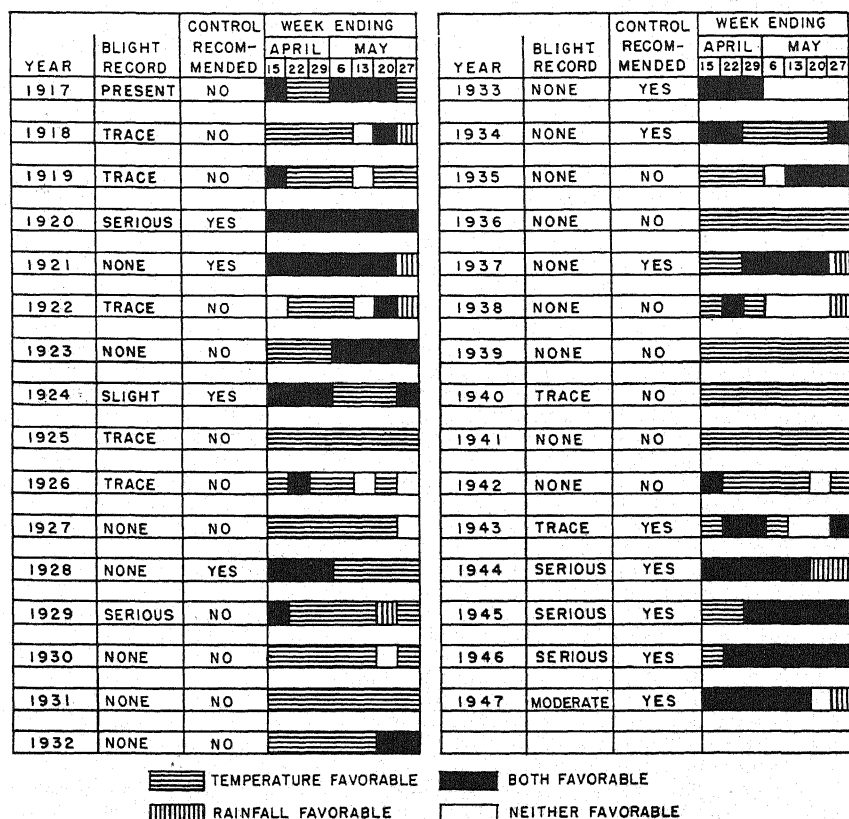 YEAR BLIGHT RECORD CONTROL RECOM- MENDED WEEK ENDING
APRIL MAY
15 22 29 6 13 20 27
1917 PRESENT NO
1918 TRACE NO
1919 TRACE NO
1920 SERIOUS YES
1921 NONE YES
1922 TRACE NO
1923 NONE NO
1924 SLIGHT YES
1925 TRACE NO
1926 TRACE NO
1927 NONE NO
1928 NONE YES
1929 SERIOUS NO
1930 NONE NO
1931 NONE NO
1932 NONE NO
YEAR BLIGHT RECORD CONTROL RECOM- MENDED WEEK ENDING
APRIL MAY
15 22 29 6 13 20 27
1933 NONE YES
1934 NONE YES
1935 NONE NO
1936 NONE NO
1937 NONE YES
1938 NONE NO
1939 NONE NO
1940 TRACE NO
1941 NONE NO
1942 NONE NO
1943 TRACE YES
1944 SERIOUS YES
1945 SERIOUS YES
1946 SERIOUS YES
1947 MODERATE YES
TEMPERATURE FAVORABLE BOTH FAVORABLE
RAINFALL FAVORABLE NEITHER FAVORABLE